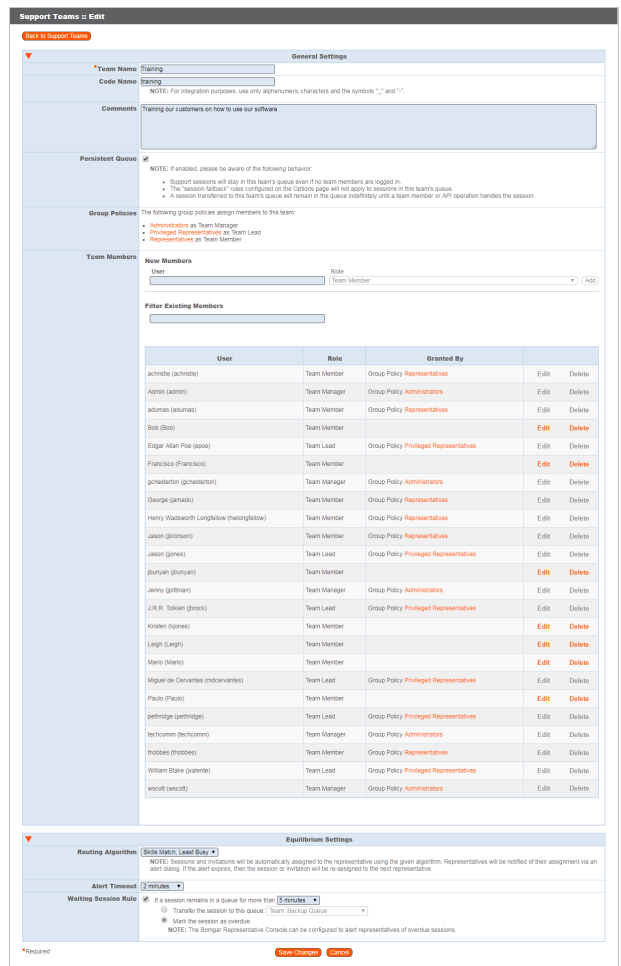 Support Teams :: Edit
Back to Support Teams
General Settings
*Team Name Training
Code Name training
NOTE: For integration purposes, use only alphanumeric characters and the symbols "_" and "-".
Comments Training our customers on how to use our software
Persistent Queue
NOTE: If enabled, please be aware of the following behavior:
• Support sessions will stay in this team's queue even if no team members are logged in.
• The "session fallback" rules configured on the Options page will not apply to sessions in this team's queue.
• A session transferred to this team's queue will remain in the queue indefinitely until a team member or API operation handles the session.
Group Policies The following group policies assign members to this team:
• Administrators as Team Manager
• Privileged Representatives as Team Lead
• Representatives as Team Member
Team Members New Members
User Role
Team Member Add
Filter Existing Members
User Role Granted By
achristie (achristie) Team Member Group Policy Representatives Edit Delete
Admin (admin) Team Manager Group Policy Administrators Edit Delete
adumas (adumas) Team Member Group Policy Representatives Edit Delete
Bob (Bob) Team Member Edit Delete
Edgar Allan Poe (epoe) Team Lead Group Policy Privileged Representatives Edit Delete
Francisco (Francisco) Team Member Edit Delete
gchesterton (gchesterton) Team Manager Group Policy Administrators Edit Delete
George (jamado) Team Member Group Policy Representatives Edit Delete
Henry Wadsworth Longfellow (hwlongfellow) Team Member Group Policy Representatives Edit Delete
Jason (jbronson) Team Member Group Policy Representatives Edit Delete
Jason (jjones) Team Lead Group Policy Privileged Representatives Edit Delete
jbunyan (jbunyan) Team Member Edit Delete
Jenny (jpittman) Team Manager Group Policy Administrators Edit Delete
J.R.R. Tolkien (jbrock) Team Lead Group Policy Privileged Representatives Edit Delete
Kristen (kjones) Team Member Edit Delete
Leigh (Leigh) Team Member Edit Delete
Mario (Mario) Team Member Edit Delete
Miguel de Cervantes (mdcervantes) Team Lead Group Policy Privileged Representatives Edit Delete
Paulo (Paulo) Team Member Edit Delete
pethridge (pethridge) Team Lead Group Policy Privileged Representatives Edit Delete
techcomm (techcomm) Team Manager Group Policy Administrators Edit Delete
thobbes (thobbes) Team Member Group Policy Representatives Edit Delete
William Blake (jvalente) Team Lead Group Policy Privileged Representatives Edit Delete
wscott (wscott) Team Manager Group Policy Administrators Edit Delete
Equilibrium Settings
Routing Algorithm Skills Match, Least Busy
NOTE: Sessions and invitations will be automatically assigned to the representative using the given algorithm. Representatives will be notified of their assignment via an
alert dialog. If the alert expires, then the session or invitation will be re-assigned to the next representative.
Alert Timeout 2 minutes
Waiting Session Rule If a session remains in a queue for more than 5 minutes
Transfer the session to this queue: Team: Backup Queue
Mark the session as overdue.
NOTE: The Bomgar Representative Console can be configured to alert representatives of overdue sessions.
*Required Save Changes Cancel